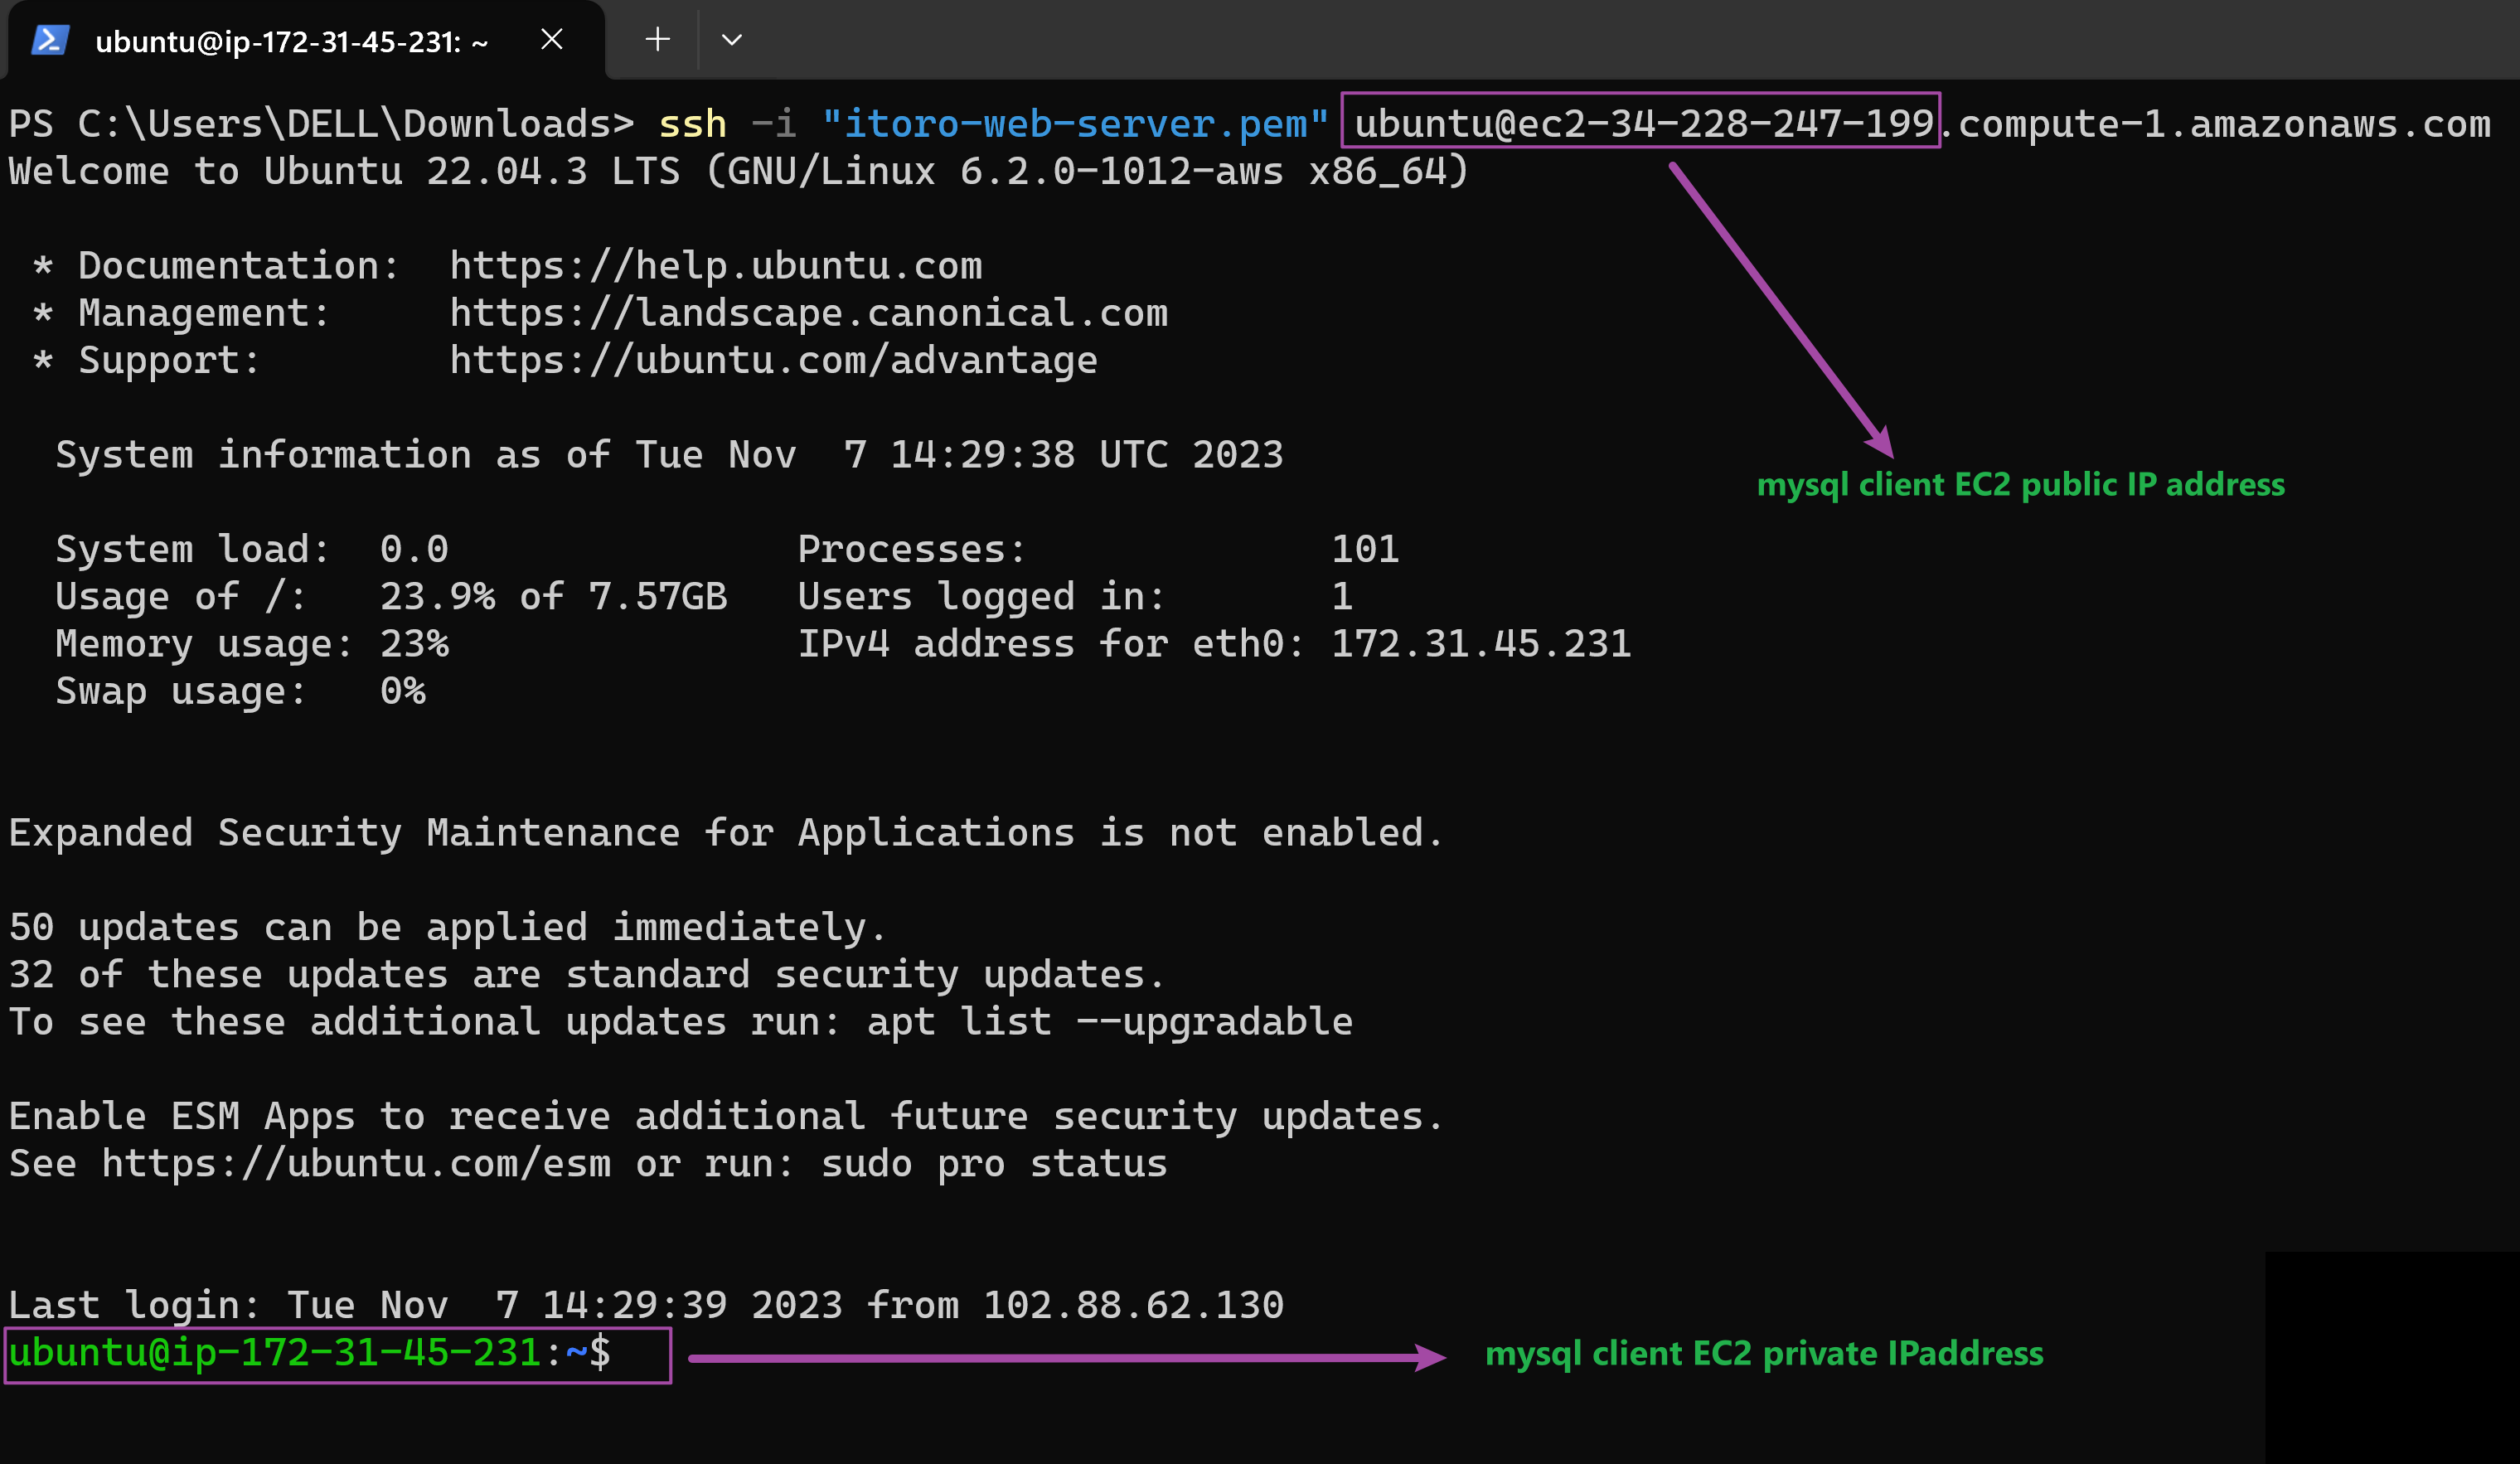 ubuntu@ip-172-31-45-231: ~
PS C:\Users\DELL\Downloads> ssh -i "itoro-web-server.pem" ubuntu@ec2-34-228-247-199.compute-1.amazonaws.com
Welcome to Ubuntu 22.04.3 LTS (GNU/Linux 6.2.0-1012-aws x86_64)
* Documentation:  https://help.ubuntu.com
* Management:     https://landscape.canonical.com
* Support:        https://ubuntu.com/advantage
System information as of Tue Nov  7 14:29:38 UTC 2023
mysql client EC2 public IP address
System load:  0.0               Processes:             101
Usage of /:   23.9% of 7.57GB   Users logged in:       1
Memory usage: 23%               IPv4 address for eth0: 172.31.45.231
Swap usage:   0%
Expanded Security Maintenance for Applications is not enabled.
50 updates can be applied immediately.
32 of these updates are standard security updates.
To see these additional updates run: apt list --upgradable
Enable ESM Apps to receive additional future security updates.
See https://ubuntu.com/esm or run: sudo pro status
Last login: Tue Nov  7 14:29:39 2023 from 102.88.62.130
ubuntu@ip-172-31-45-231:~$
mysql client EC2 private IPaddress